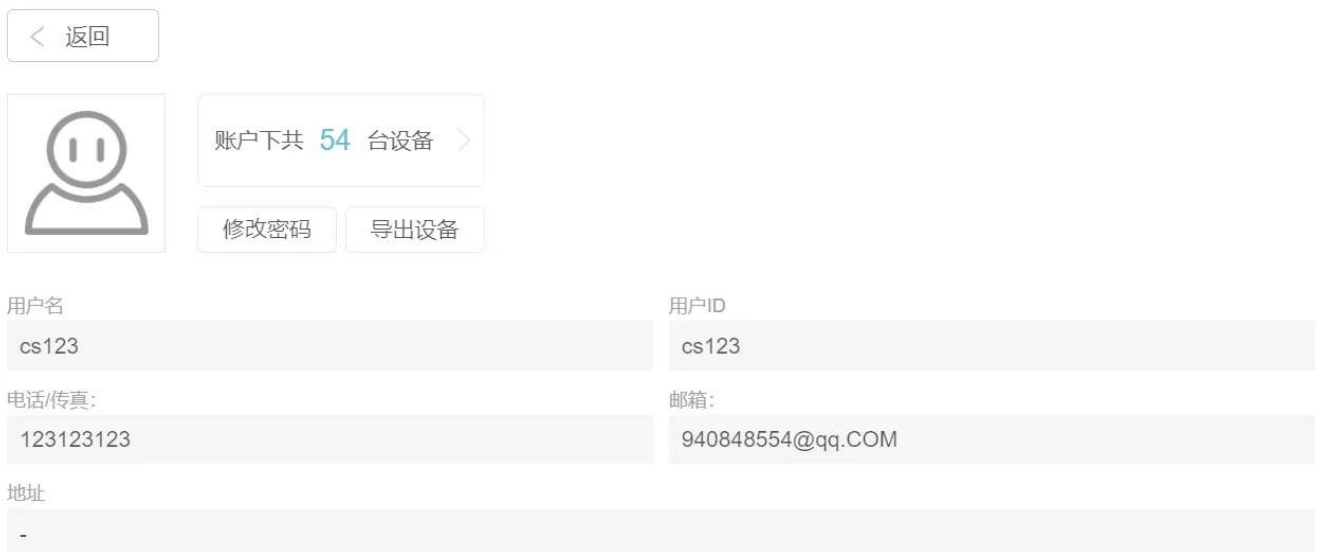 返回
账户下共 54 台设备
修改密码 导出设备
用户名 用户ID
cs123 cs123
电话/传真: 邮箱:
123123123 940848554@qq.COM
地址
-